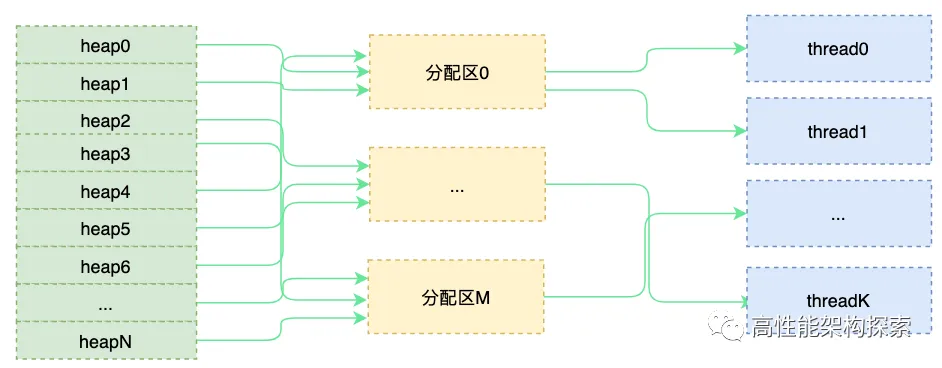 heap0
heap1
heap2
heap3
heap4
heap5
heap6
...
heapN
分配区0
...
分配区M
thread0
thread1
...
threadK
高性能架构探索